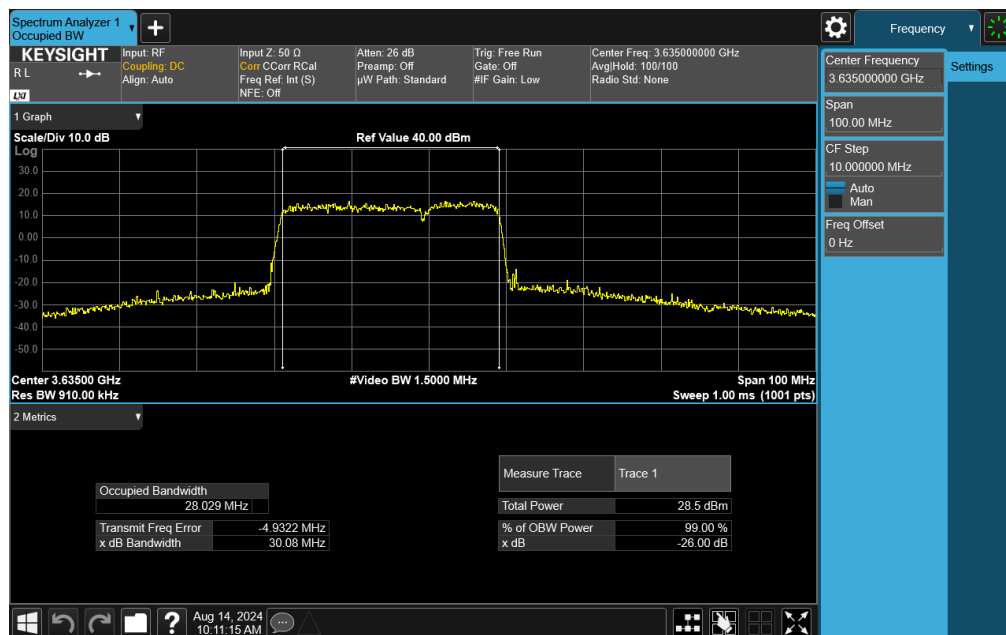 Spectrum Analyzer 1
Occupied BW
Frequency
KEYSIGHT
R L
LXI
Input: RF
Coupling: DC
Align: Auto
Input Z: 50 Ω
Corr CCorr RCal
Freq Ref: Int (S)
NFE: Off
Atten: 26 dB
Preamp: Off
µW Path: Standard
Trig: Free Run
Gate: Off
#IF Gain: Low
Center Freq: 3.635000000 GHz
Avg|Hold: 100/100
Radio Std: None
Center Frequency
3.635000000 GHz
Settings
Span
100.00 MHz
CF Step
10.000000 MHz
Auto
Man
Freq Offset
0 Hz
1 Graph
Scale/Div 10.0 dB
Ref Value 40.00 dBm
Log
30.0
20.0
10.0
0.00
-10.0
-20.0
-30.0
-40.0
-50.0
Center 3.63500 GHz
#Video BW 1.5000 MHz
Span 100 MHz
Res BW 910.00 kHz
Sweep 1.00 ms (1001 pts)
2 Metrics
Measure Trace
Trace 1
Occupied Bandwidth
28.029 MHz
Total Power
28.5 dBm
Transmit Freq Error
-4.9322 MHz
% of OBW Power
99.00 %
x dB Bandwidth
30.08 MHz
x dB
-26.00 dB
?
Aug 14, 2024
10:11:15 AM